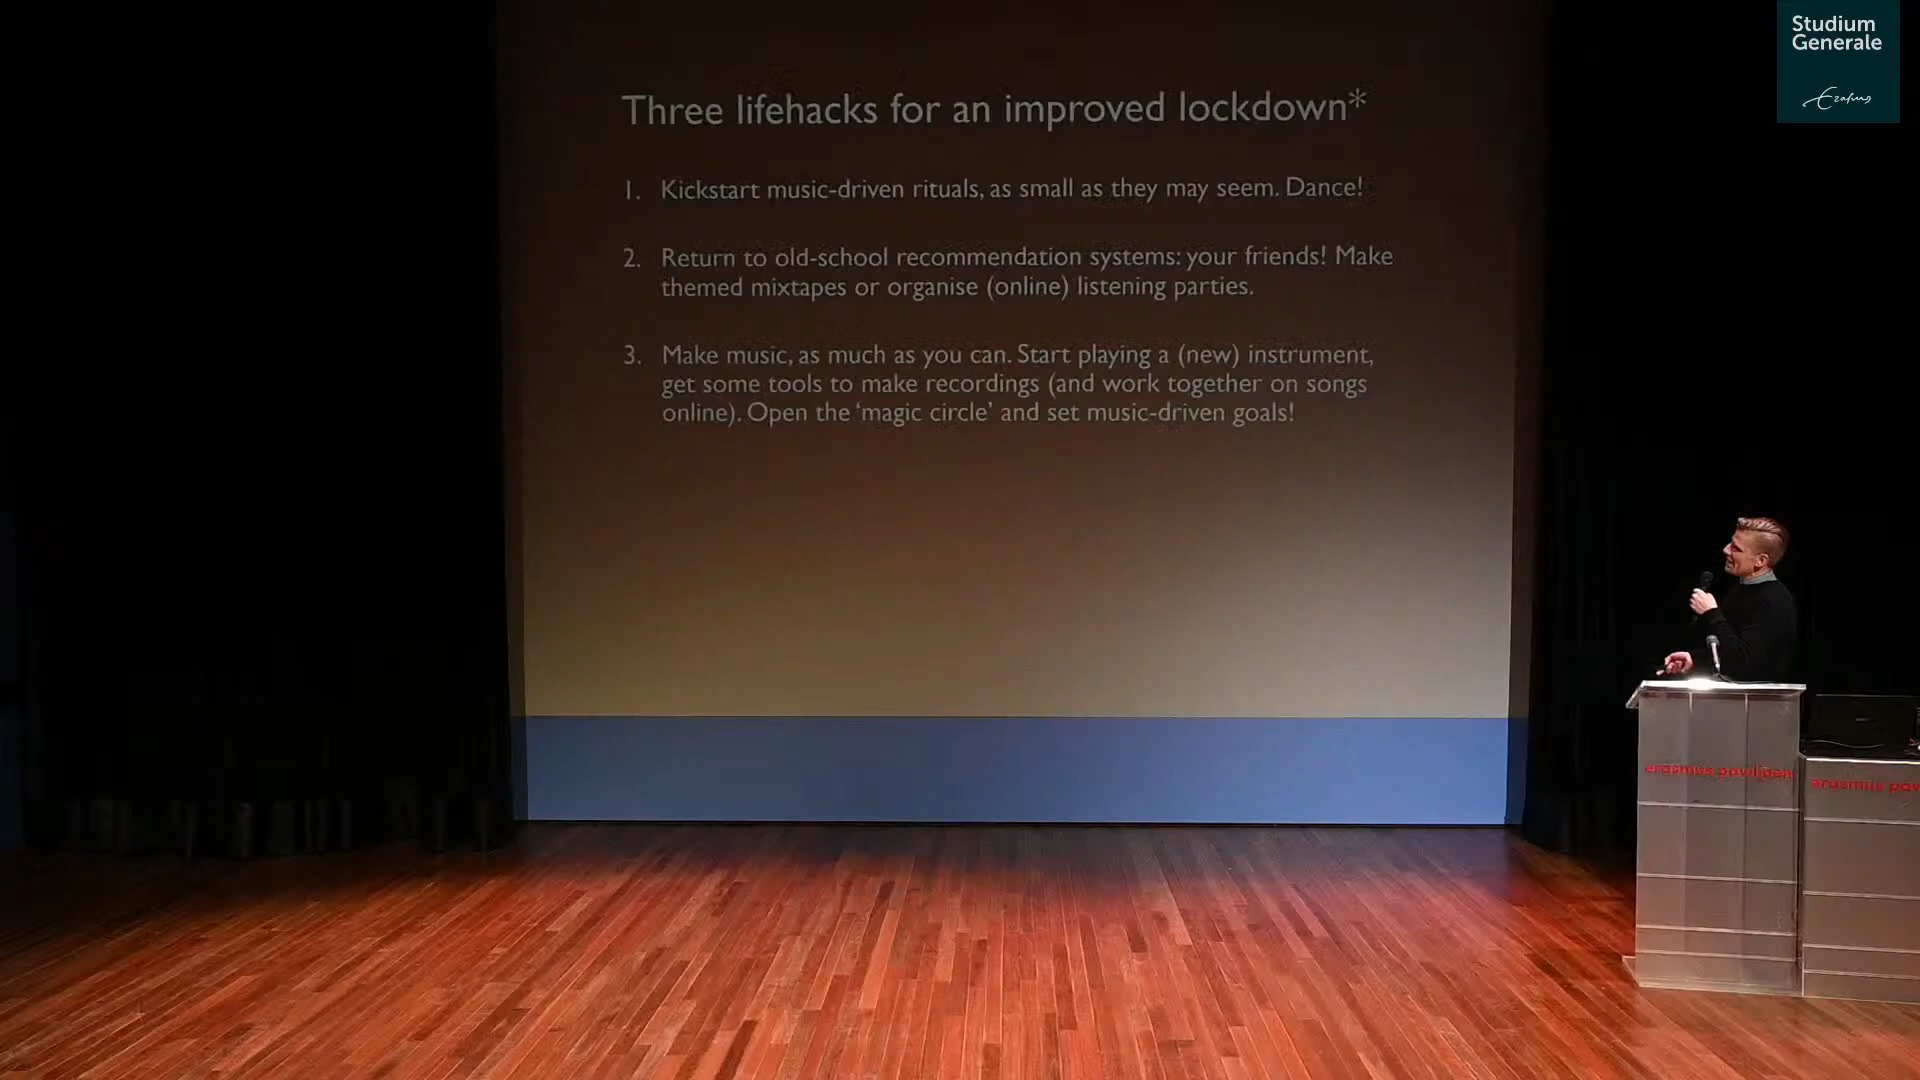 Studium
Generale
Erasmus
Three lifehacks for an improved lockdown*
1. Kickstart music-driven rituals, as small as they may seem. Dance!
2. Return to old-school recommendation systems: your friends! Make
themed mixtapes or organise (online) listening parties.
3. Make music, as much as you can. Start playing a (new) instrument,
get some tools to make recordings (and work together on songs
online). Open the ‘magic circle’ and set music-driven goals!
erasmus paviljoen
erasmus pav